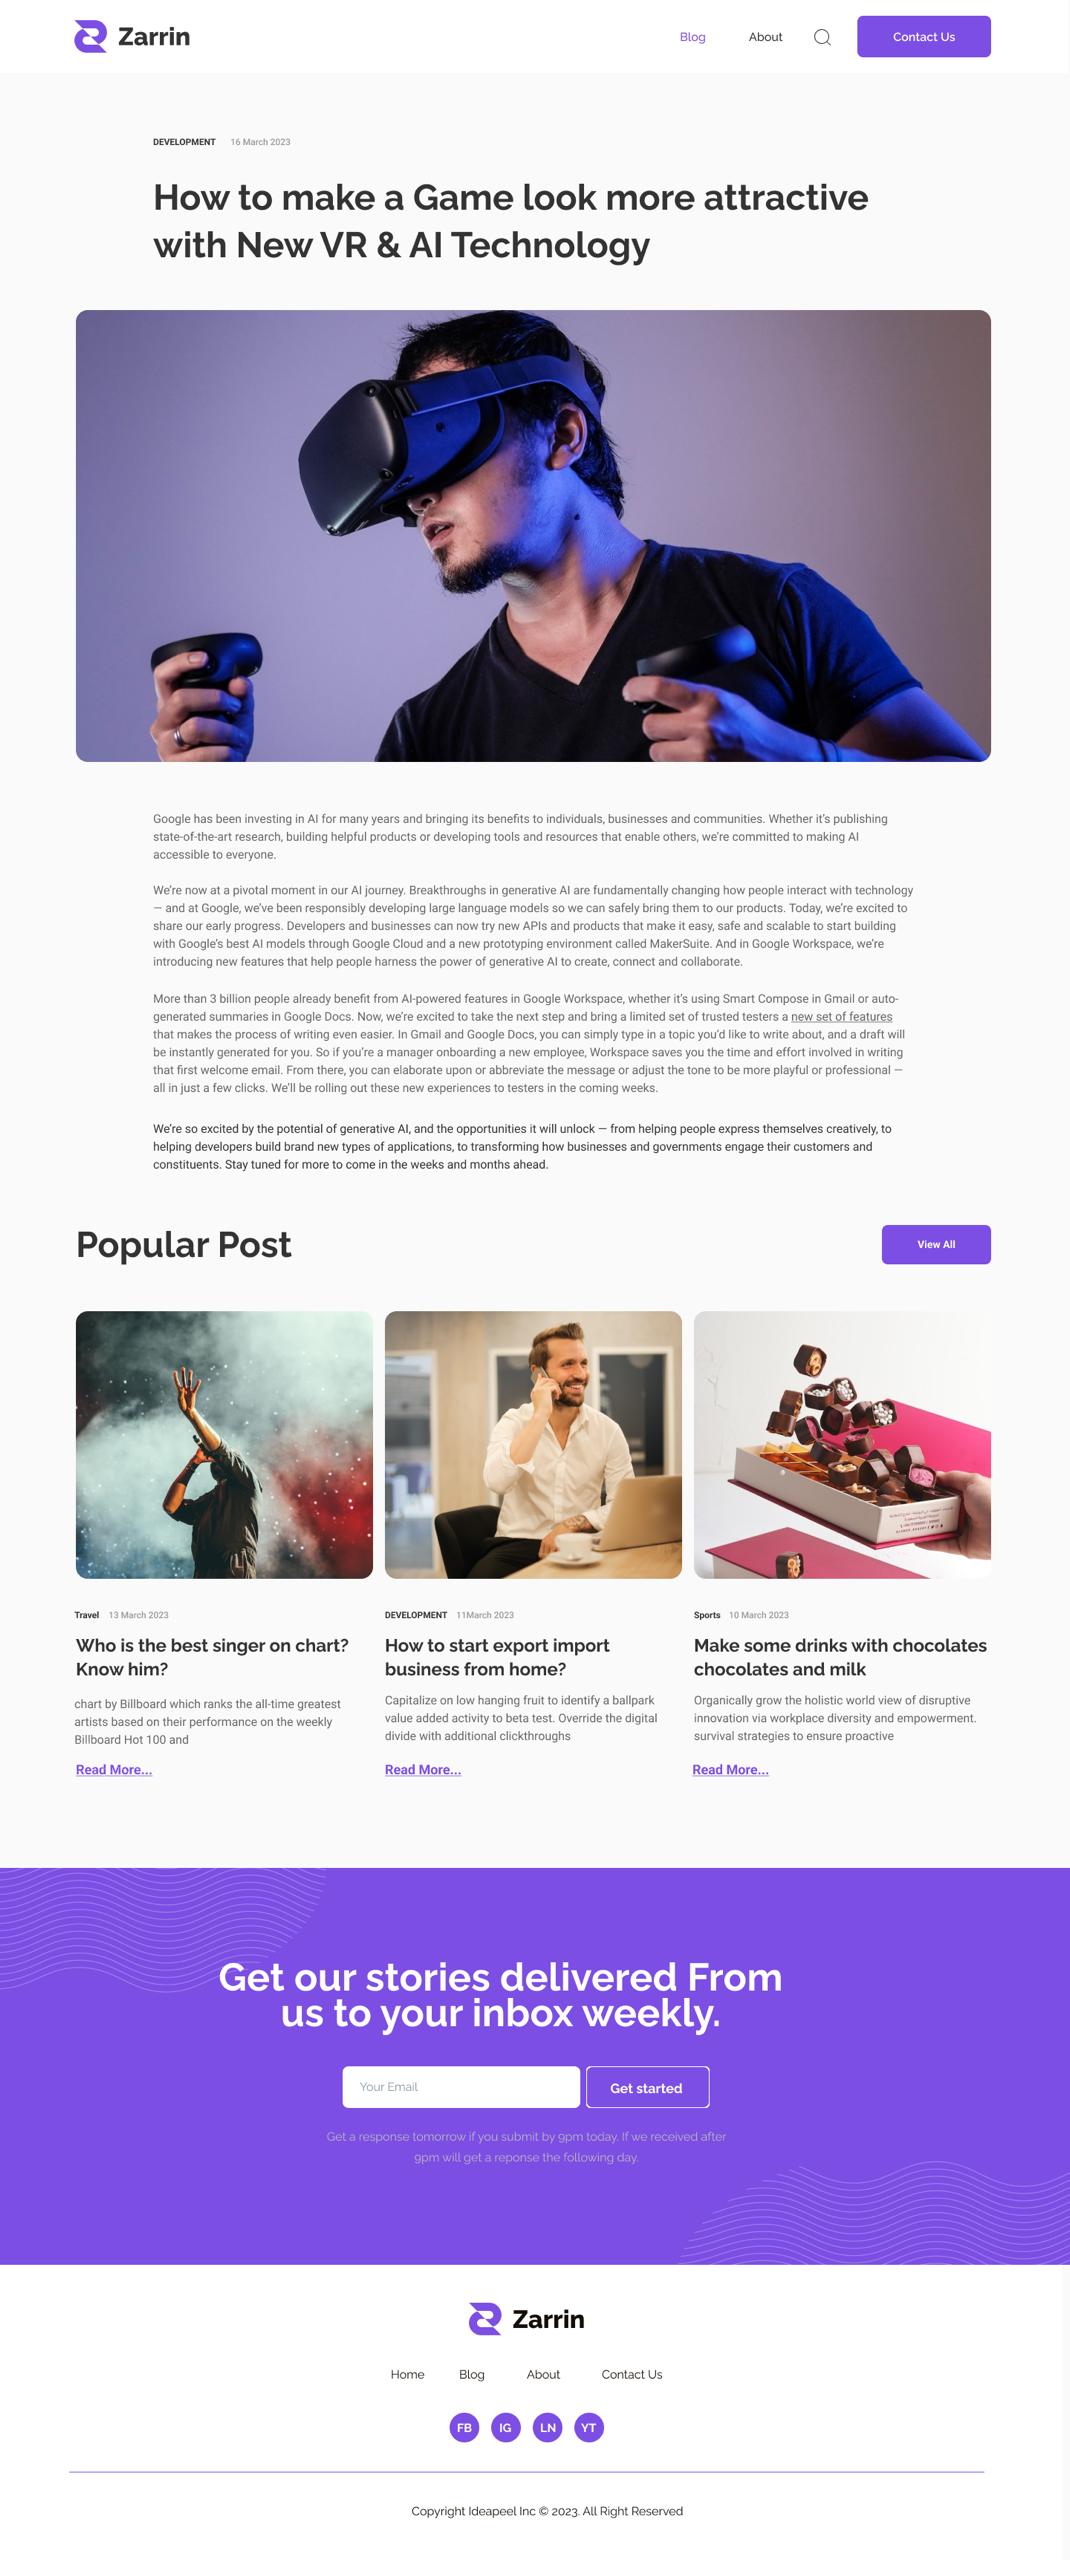 Zarrin
Blog
About
Contact Us
DEVELOPMENT 16 March 2023
How to make a Game look more attractive
with New VR & AI Technology
Google has been investing in AI for many years and bringing its benefits to individuals, businesses and communities. Whether it’s publishing
state-of-the-art research, building helpful products or developing tools and resources that enable others, we’re committed to making AI
accessible to everyone.
We’re now at a pivotal moment in our AI journey. Breakthroughs in generative AI are fundamentally changing how people interact with technology
— and at Google, we’ve been responsibly developing large language models so we can safely bring them to our products. Today, we’re excited to
share our early progress. Developers and businesses can now try new APIs and products that make it easy, safe and scalable to start building
with Google’s best AI models through Google Cloud and a new prototyping environment called MakerSuite. And in Google Workspace, we’re
introducing new features that help people harness the power of generative AI to create, connect and collaborate.
More than 3 billion people already benefit from AI-powered features in Google Workspace, whether it’s using Smart Compose in Gmail or auto-
generated summaries in Google Docs. Now, we’re excited to take the next step and bring a limited set of trusted testers a new set of features
that makes the process of writing even easier. In Gmail and Google Docs, you can simply type in a topic you’d like to write about, and a draft will
be instantly generated for you. So if you’re a manager onboarding a new employee, Workspace saves you the time and effort involved in writing
that first welcome email. From there, you can elaborate upon or abbreviate the message or adjust the tone to be more playful or professional —
all in just a few clicks. We’ll be rolling out these new experiences to testers in the coming weeks.
We’re so excited by the potential of generative AI, and the opportunities it will unlock — from helping people express themselves creatively, to
helping developers build brand new types of applications, to transforming how businesses and governments engage their customers and
constituents. Stay tuned for more to come in the weeks and months ahead.
Popular Post
View All
Travel 13 March 2023
Who is the best singer on chart?
Know him?
chart by Billboard which ranks the all-time greatest
artists based on their performance on the weekly
Billboard Hot 100 and
Read More...
DEVELOPMENT 11March 2023
How to start export import
business from home?
Capitalize on low hanging fruit to identify a ballpark
value added activity to beta test. Override the digital
divide with additional clickthroughs
Read More...
Sports 10 March 2023
Make some drinks with chocolates
chocolates and milk
Organically grow the holistic world view of disruptive
innovation via workplace diversity and empowerment.
survival strategies to ensure proactive
Read More...
Get our stories delivered From
us to your inbox weekly.
Your Email
Get started
Get a response tomorrow if you submit by 9pm today. If we received after
9pm will get a reponse the following day.
Zarrin
Home
Blog
About
Contact Us
FB
IG
LN
YT
Copyright Ideapeel Inc © 2023. All Right Reserved